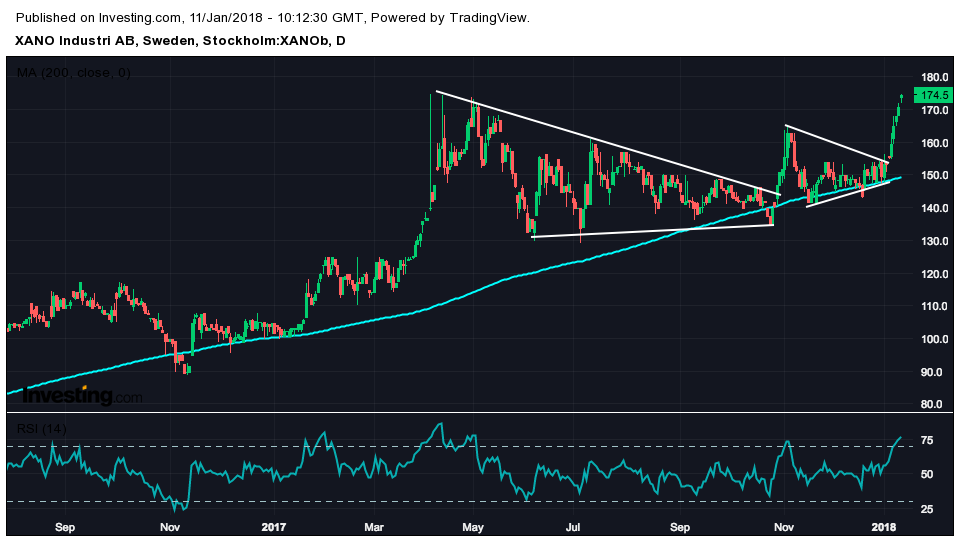 Published on Investing.com, 11/Jan/2018 - 10:12:30 GMT, Powered by TradingView.
XANO Industri AB, Sweden, Stockholm:XANOb, D
MA (200, close, 0)
180.0
174.5
170.0
160.0
150.0
140.0
130.0
120.0
110.0
100.0
90.0
80.0
Investing.com
RSI (14)
75
50
25
Sep Nov 2017 Mar May Jul Sep Nov 2018